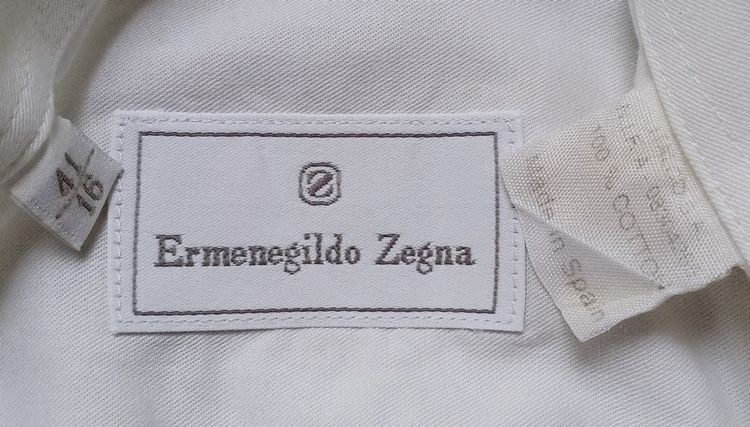 41
16
Z
Ermenegildo Zegna
100% COTTON
Made in Spain